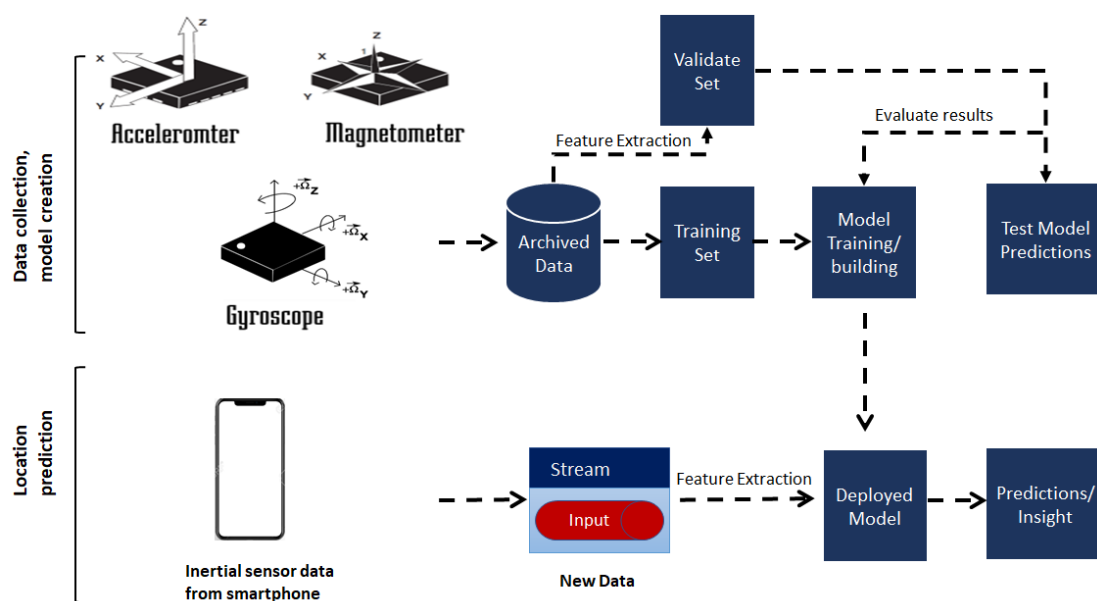 Data collection,
model creation
Z
X
Y
Acceleromter
Z
1
X
Y
Magnetometer
+Ω Z
+Ω X
+Ω Y
Gyroscope
Feature Extraction
Validate
Set
Evaluate results
Archived
Data
Training
Set
Model
Training/
building
Test Model
Predictions
Location
prediction
Inertial sensor data
from smartphone
Stream
Input
New Data
Feature Extraction
Deployed
Model
Predictions/
Insight